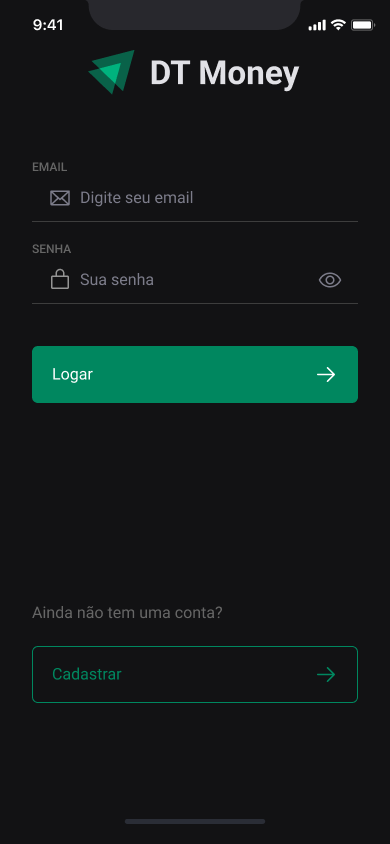 9:41
DT Money
EMAIL
Digite seu email
SENHA
Sua senha
Logar
Ainda não tem uma conta?
Cadastrar